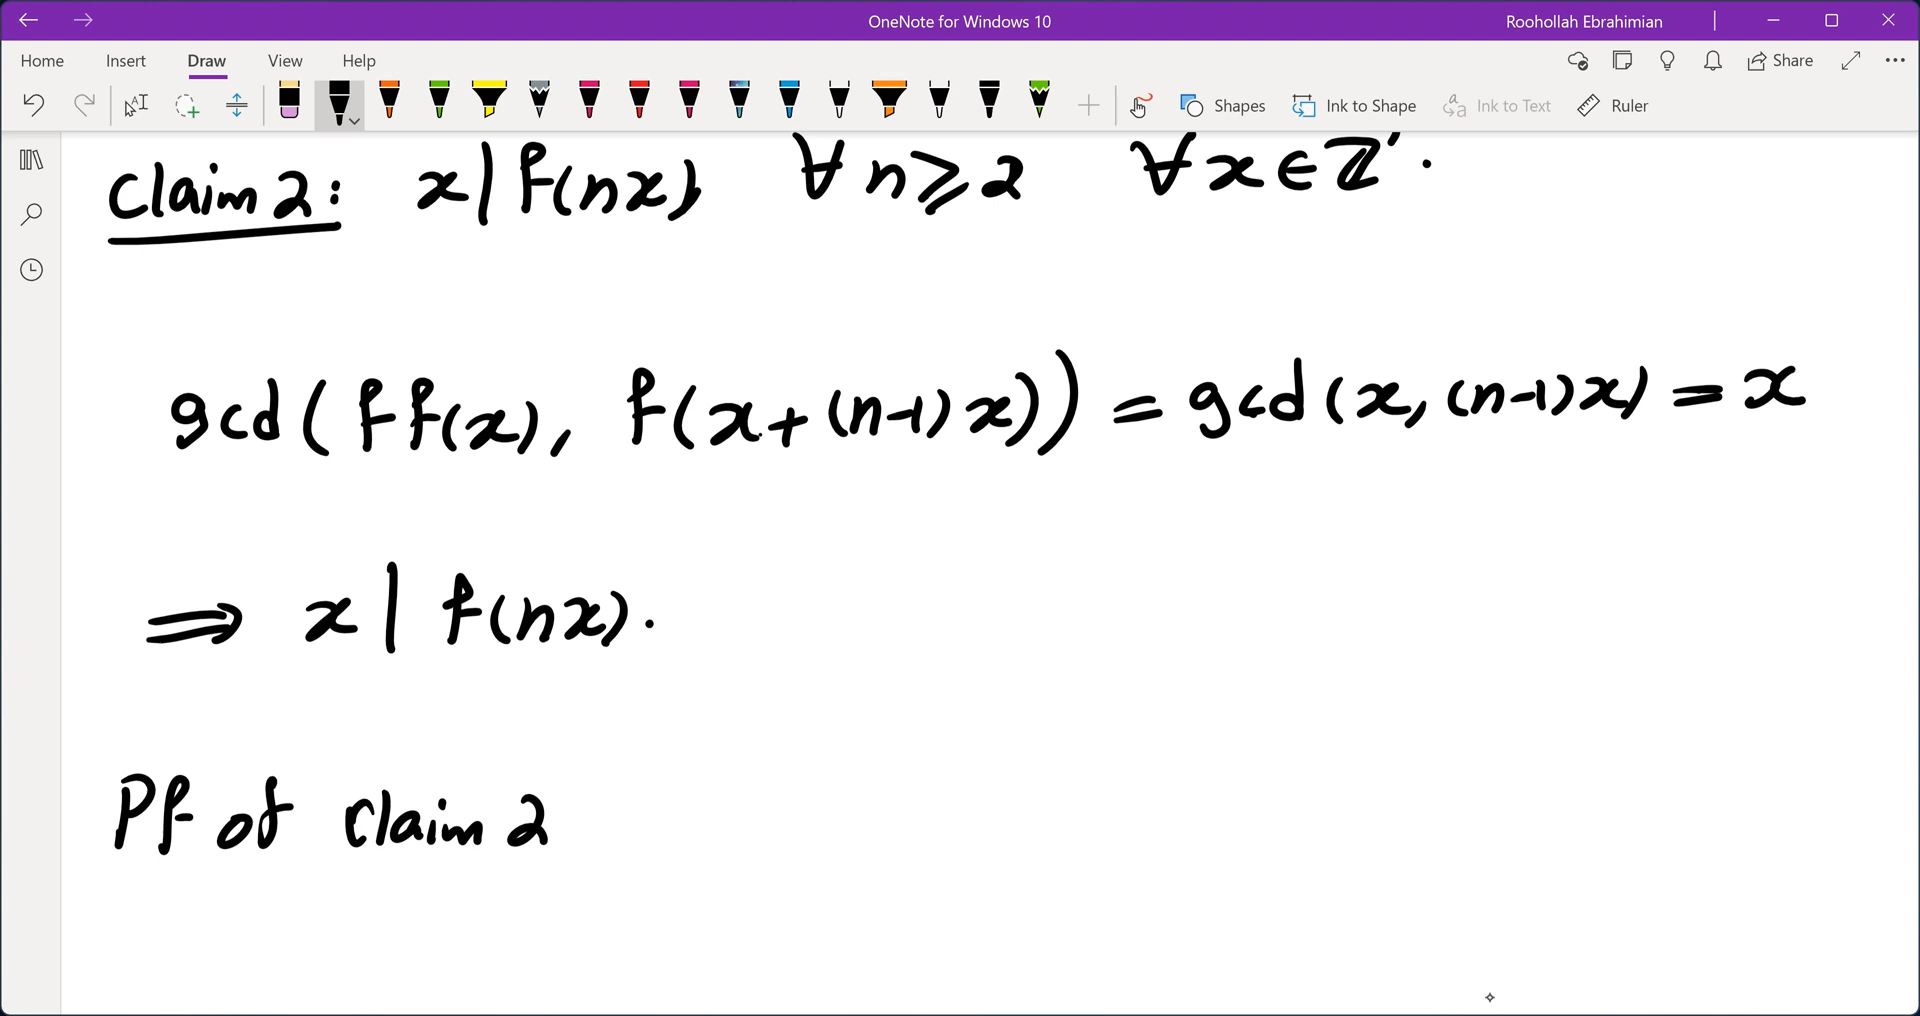 OneNote for Windows 10 Roohollah Ebrahimian
Home Insert Draw View Help Share
Shapes Ink to Shape Ink to Text Ruler
Claim 2: x | f(nx) ∀ n ⩾ 2 ∀ x ∈ ℤ⁺.
gcd( f f(x), f(x + (n-1) x)) = gcd(x, (n-1)x) = x
⟹ x | f(nx).
Pf of Claim 2